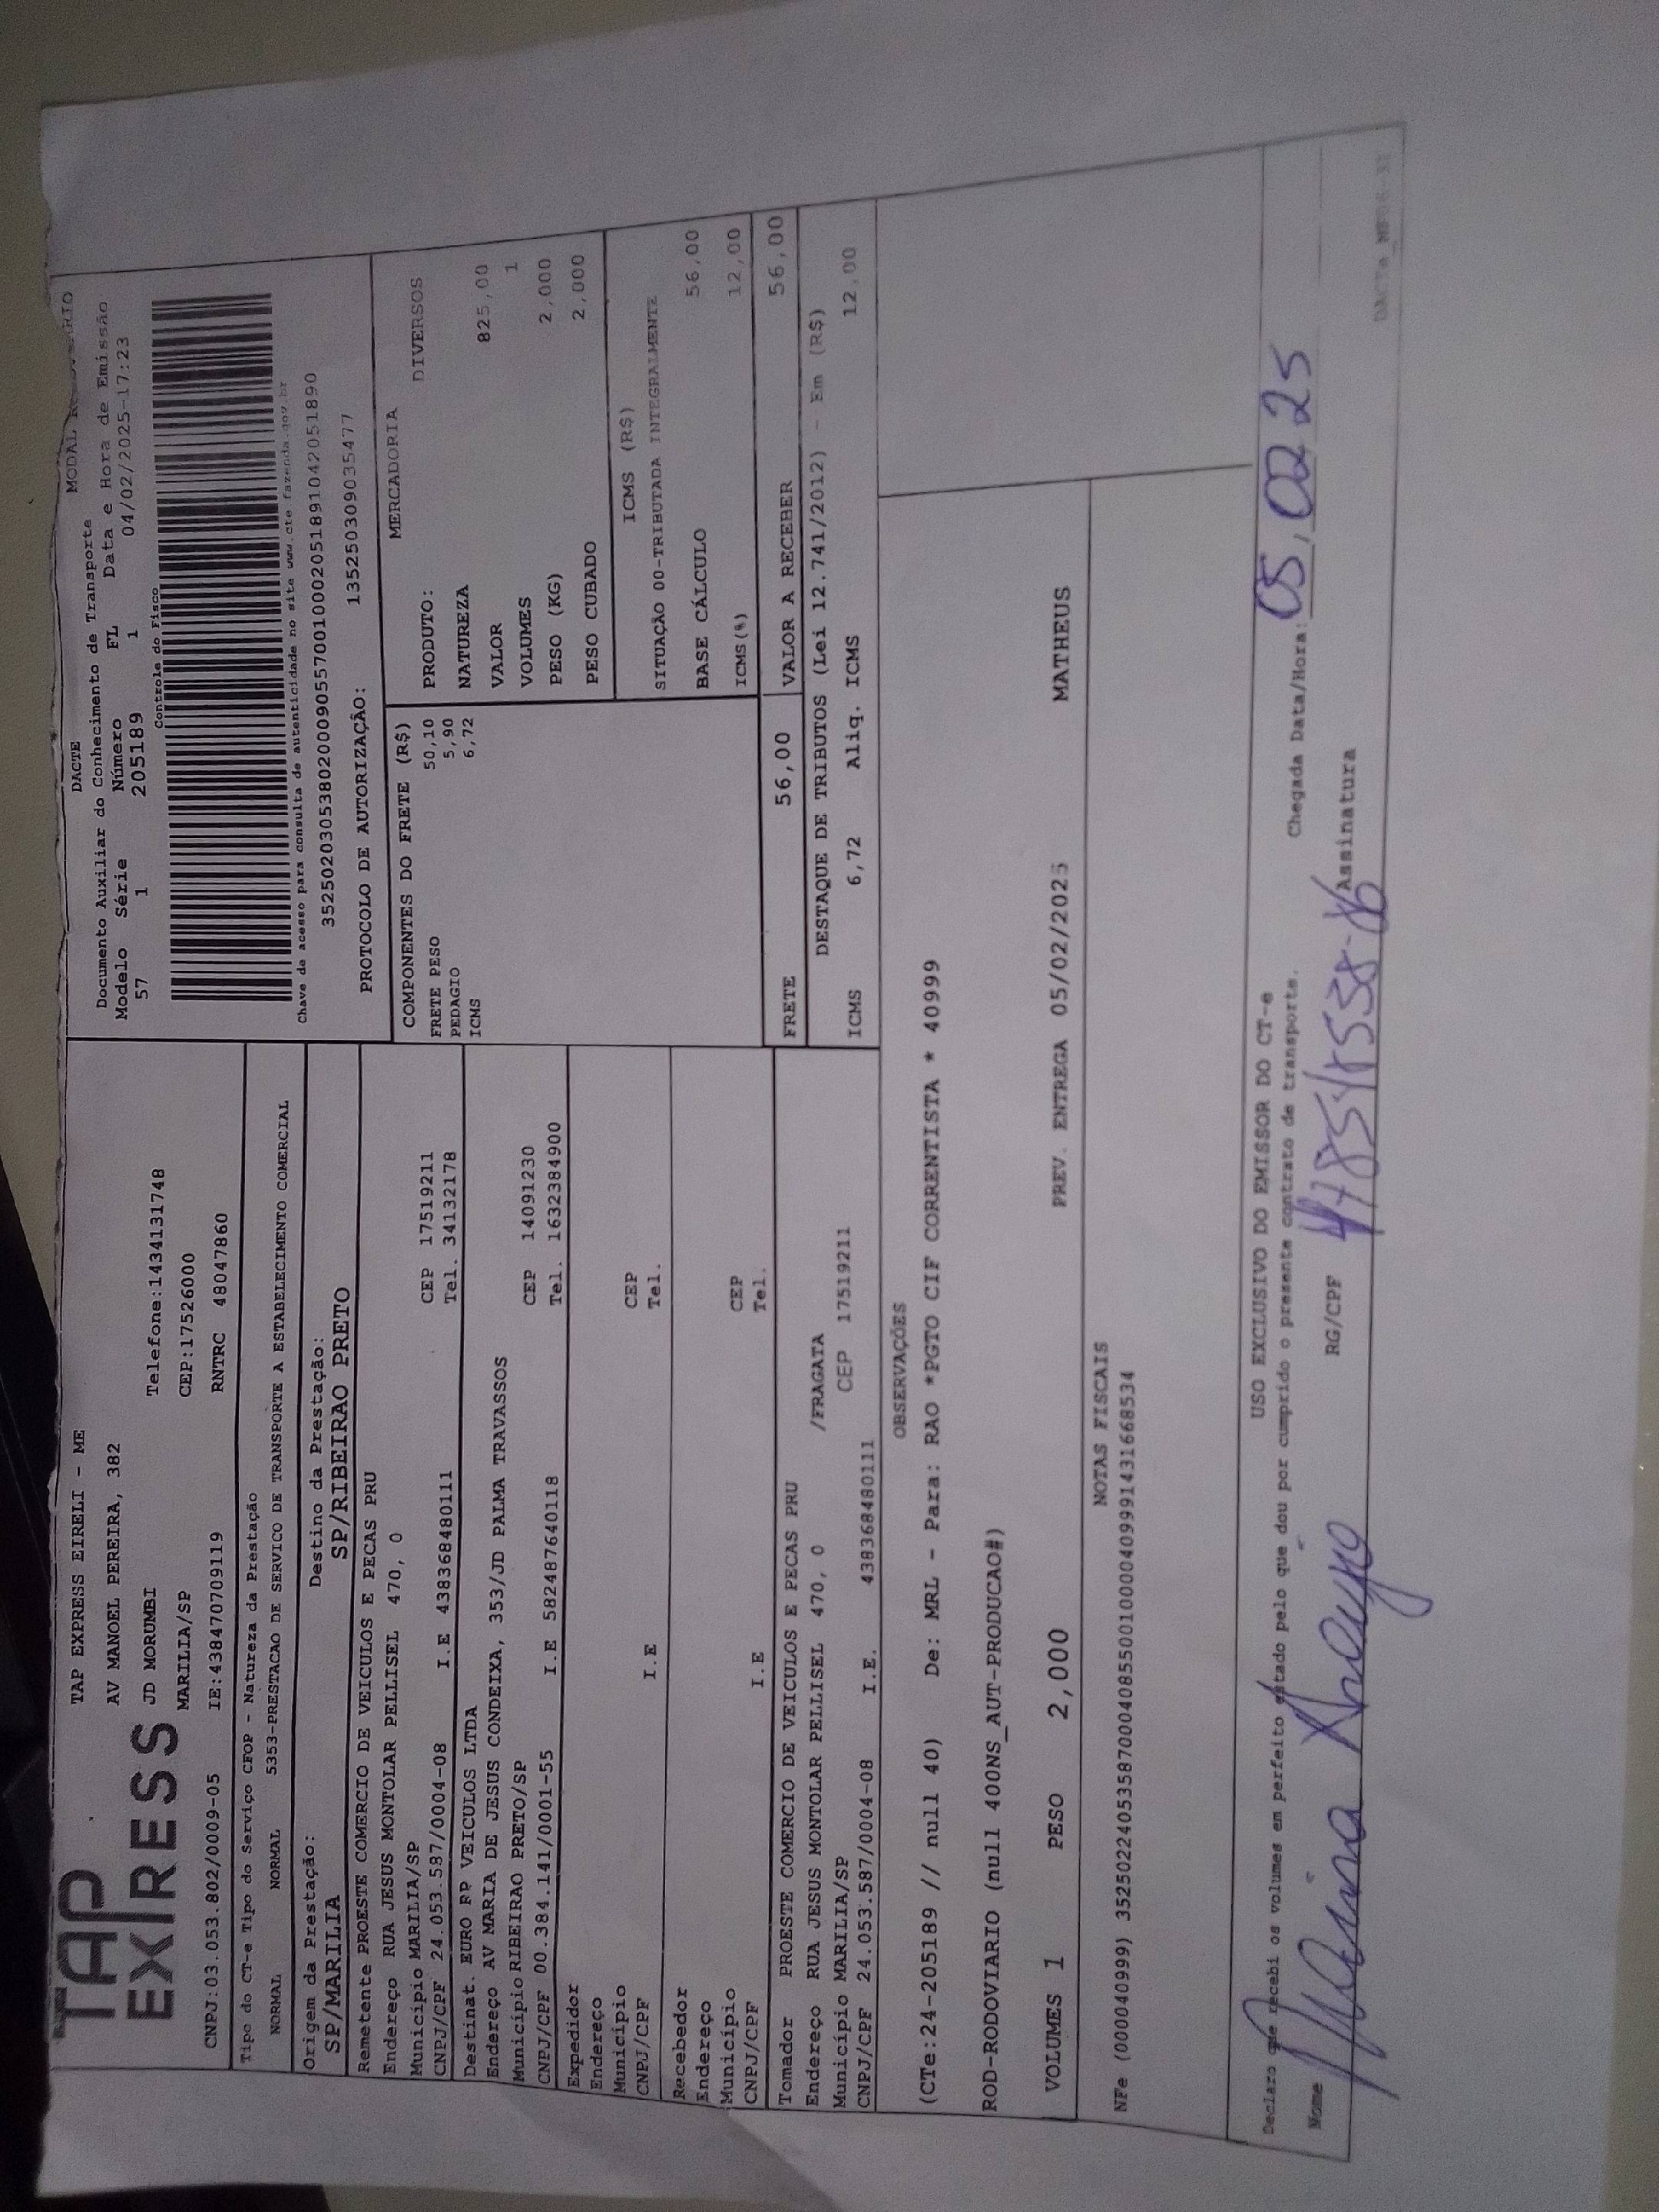 TAP
EXPRESS
TAP EXPRESS EIRELI - ME
AV MANOEL PEREIRA, 382
JD MORUMBI Telefone:1434131748
MARILIA/SP CEP:17526000
CNPJ:03.053.802/0009-05 IE:438470709119 RNTRC 48047860
Tipo do CT-e Tipo do Serviço CFOP - Natureza da Prestação
NORMAL NORMAL 5353-PRESTACAO DE SERVICO DE TRANSPORTE A ESTABELECIMENTO COMERCIAL
Origem da Prestação: Destino da Prestação:
SP/MARILIA SP/RIBEIRAO PRETO
DACTE MODAL
Documento Auxiliar do Conhecimento de Transporte
Modelo Série Número FL Data e Hora de Emissão
57 1 205189 1 04/02/2025-17:23
Controle do Fisco
Chave de acesso para consulta de autenticidade no site www.cte.fazenda.gov.br
35250203053802000905570010002051891042051890
PROTOCOLO DE AUTORIZAÇÃO: 135250309035477
Remetente PROESTE COMERCIO DE VEICULOS E PECAS PRU
Endereço RUA JESUS MONTOLAR PELLISEL 470, 0
Município MARILIA/SP CEP 17519211
CNPJ/CPF 24.053.587/0004-08 I.E 438368480111 Tel. 34132178
Destinat. EURO RP VEICULOS LTDA
Endereço AV MARIA DE JESUS CONDEIXA, 353/JD PALMA TRAVASSOS
Município RIBEIRAO PRETO/SP CEP 14091230
CNPJ/CPF 00.384.141/0001-55 I.E 582487640118 Tel. 1632384900
Expedidor
Endereço
Município CEP
CNPJ/CPF I.E Tel.
Recebedor
Endereço
Município CEP
CNPJ/CPF I.E Tel.
Tomador PROESTE COMERCIO DE VEICULOS E PECAS PRU
Endereço RUA JESUS MONTOLAR PELLISEL 470, 0 /FRAGATA
Município MARILIA/SP CEP 17519211
CNPJ/CPF 24.053.587/0004-08 I.E. 438368480111
COMPONENTES DO FRETE (R$)
FRETE PESO 50,10
PEDAGIO 5,90
ICMS 6,72
MERCADORIA
PRODUTO: DIVERSOS
NATUREZA
VALOR 825,00
VOLUMES 1
PESO (KG) 2,000
PESO CUBADO 2,000
ICMS (R$)
SITUAÇÃO 00-TRIBUTADA INTEGRALMENTE
BASE CÁLCULO 56,00
ICMS(%) 12,00
FRETE 56,00 VALOR A RECEBER 56,00
DESTAQUE DE TRIBUTOS (Lei 12.741/2012) - Em (R$)
ICMS 6,72 Aliq. ICMS 12.00
OBSERVAÇÕES
(CTe:24-205189 // null 40) De: MRL - Para: RAO *PGTO CIF CORRENTISTA * 40999
ROD-RODOVIARIO (null 400NS_AUT-PRODUCAO#)
VOLUMES 1 PESO 2,000 PREV. ENTREGA 05/02/2025 MATHEUS
NOTAS FISCAIS
NFe (000040999) 35250224053587000408550010000409991431668534
USO EXCLUSIVO DO EMISSOR DO CT-e
Declaro que recebi os volumes em perfeito estado pelo que dou por cumprido o presente contrato de transporte.
Chegada Data/Hora: 05, 02 25
Nome RG/CPF Assinatura